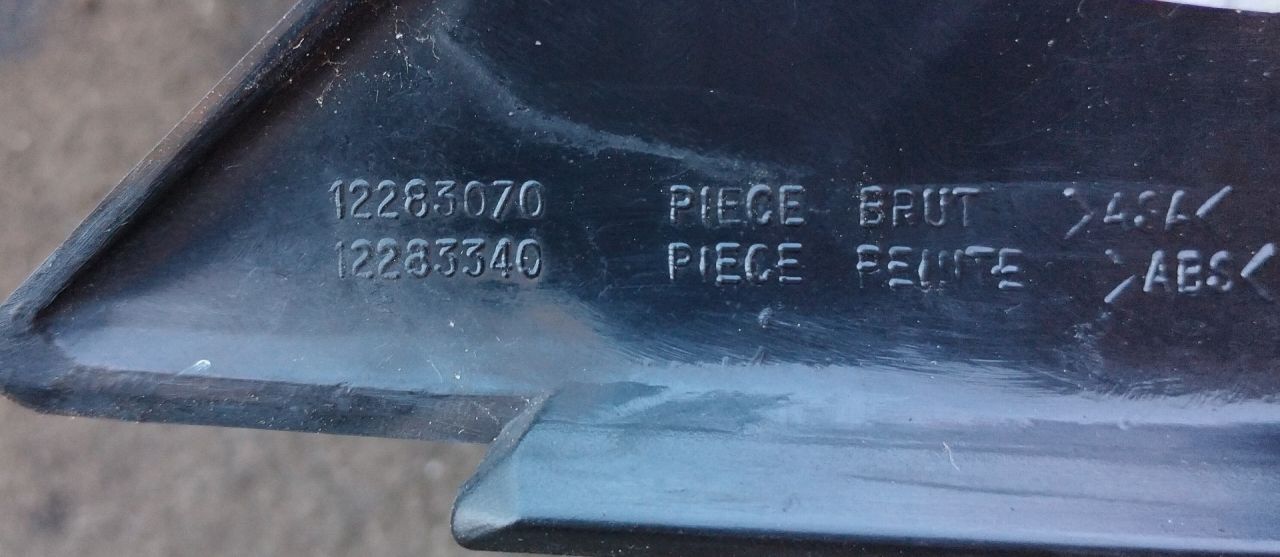 12283070 PIECE BRUT >ASA<
12283340 PIECE PEINTE >ABS<